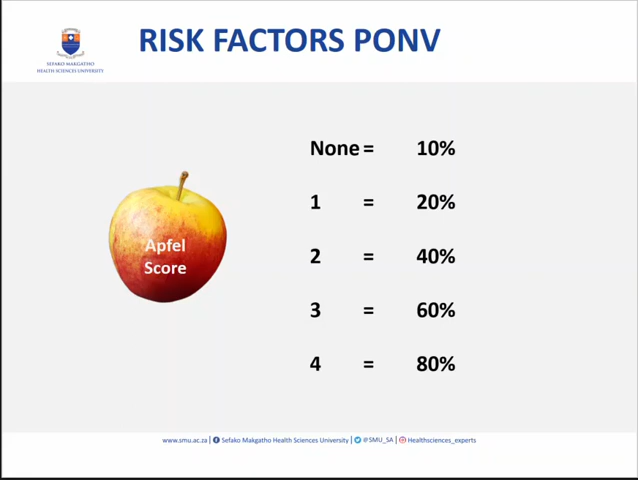 RISK FACTORS PONV
SEFAKO MAKGATHO
HEALTH SCIENCES UNIVERSITY
None = 10%
1 = 20%
Apfel
Score
2 = 40%
3 = 60%
4 = 80%
www.smu.ac.za | Sefako Makgatho Health Sciences University | @SMU_SA | Healthsciences_experts